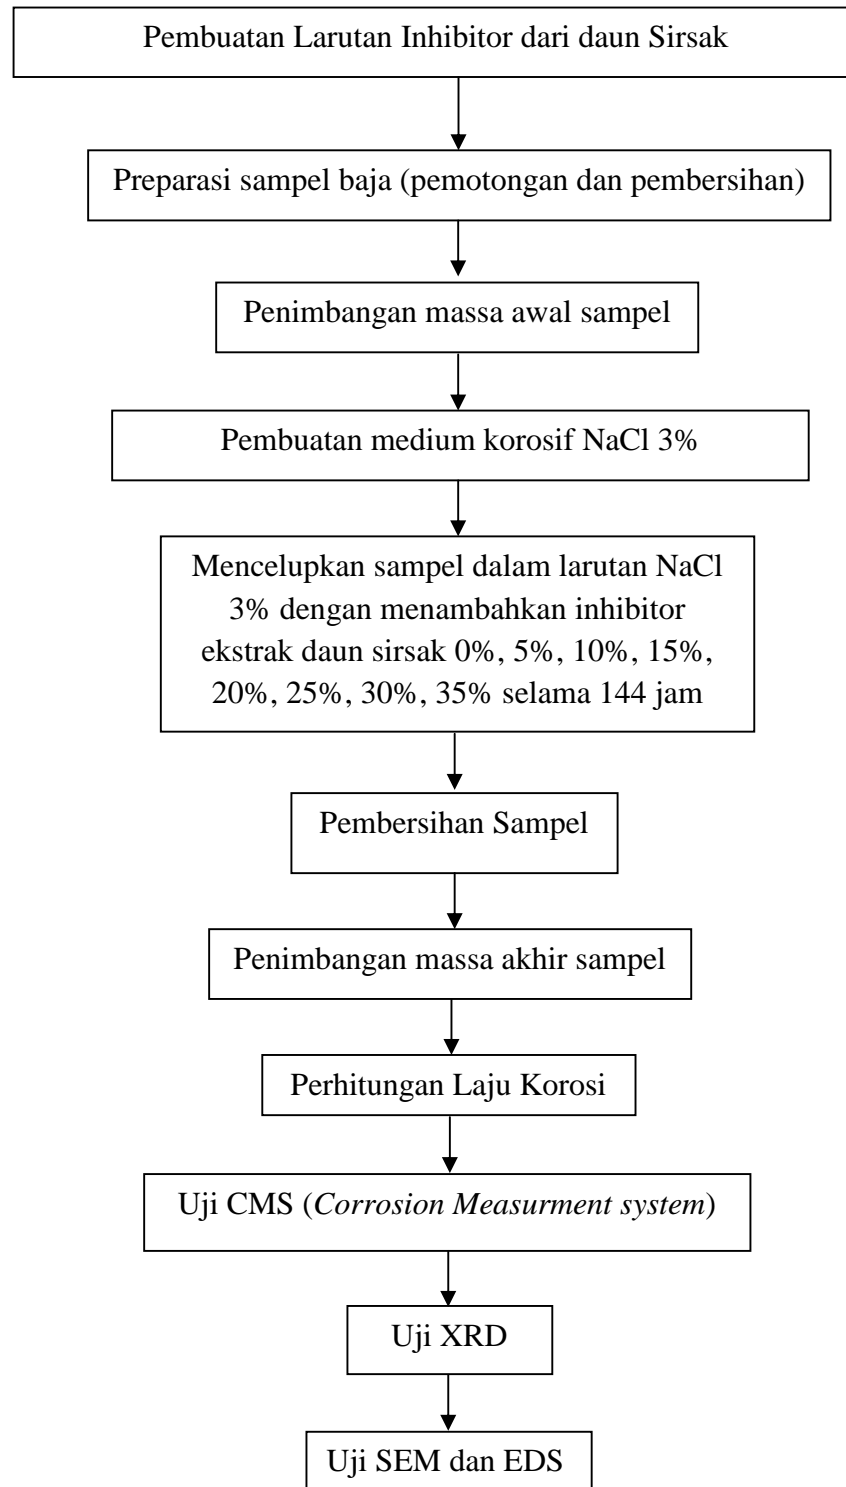 Pembuatan Larutan Inhibitor dari daun Sirsak
Preparasi sampel baja (pemotongan dan pembersihan)
Penimbangan massa awal sampel
Pembuatan medium korosif NaCl 3%
Mencelupkan sampel dalam larutan NaCl
3% dengan menambahkan inhibitor
ekstrak daun sirsak 0%, 5%, 10%, 15%,
20%, 25%, 30%, 35% selama 144 jam
Pembersihan Sampel
Penimbangan massa akhir sampel
Perhitungan Laju Korosi
Uji CMS (Corrosion Measurment system)
Uji XRD
Uji SEM dan EDS